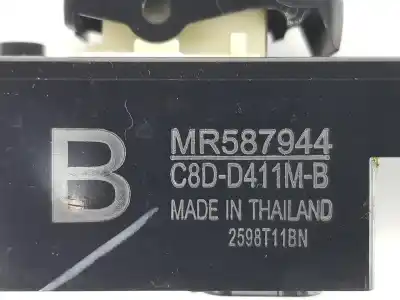 B
MR587944
C8D-D411M-B
MADE IN THAILAND
2598T11BN